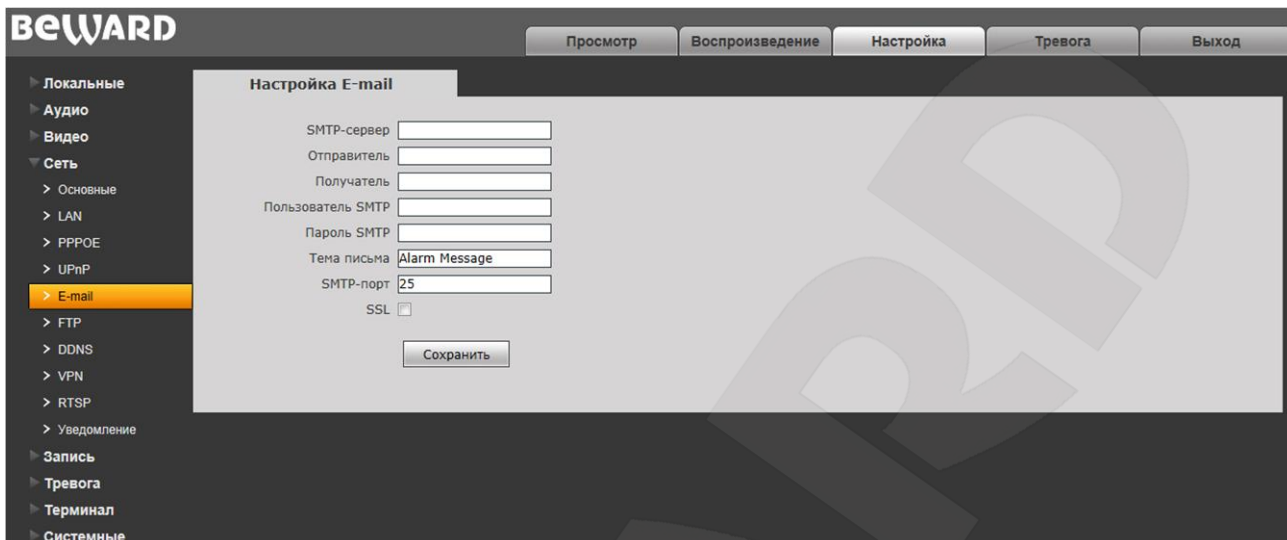 BEWARD
Просмотр Воспроизведение Настройка Тревога Выход
Локальные
Аудио
Видео
Сеть
> Основные
> LAN
> PPPOE
> UPnP
> E-mail
> FTP
> DDNS
> VPN
> RTSP
> Уведомление
Запись
Тревога
Терминал
Системные
Настройка E-mail
SMTP-сервер
Отправитель
Получатель
Пользователь SMTP
Пароль SMTP
Тема письма Alarm Message
SMTP-порт 25
SSL
Сохранить